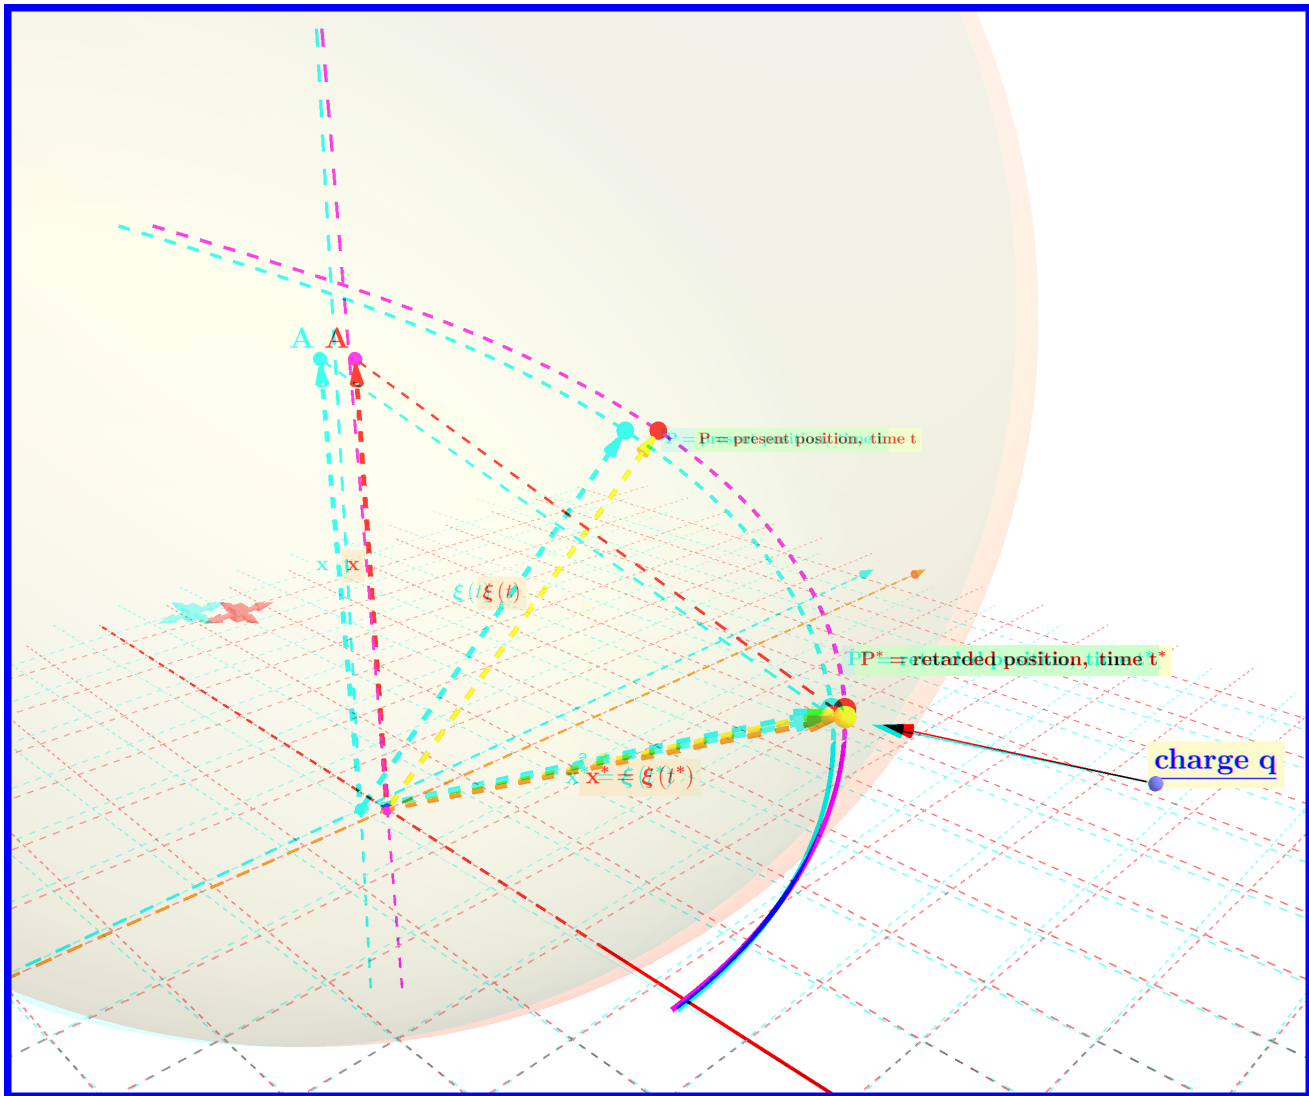 A A
P = present position, time t
x x
ξ(t) ξ(t)
P* = retarded position, time t*
charge q
x* = ξ(t*)